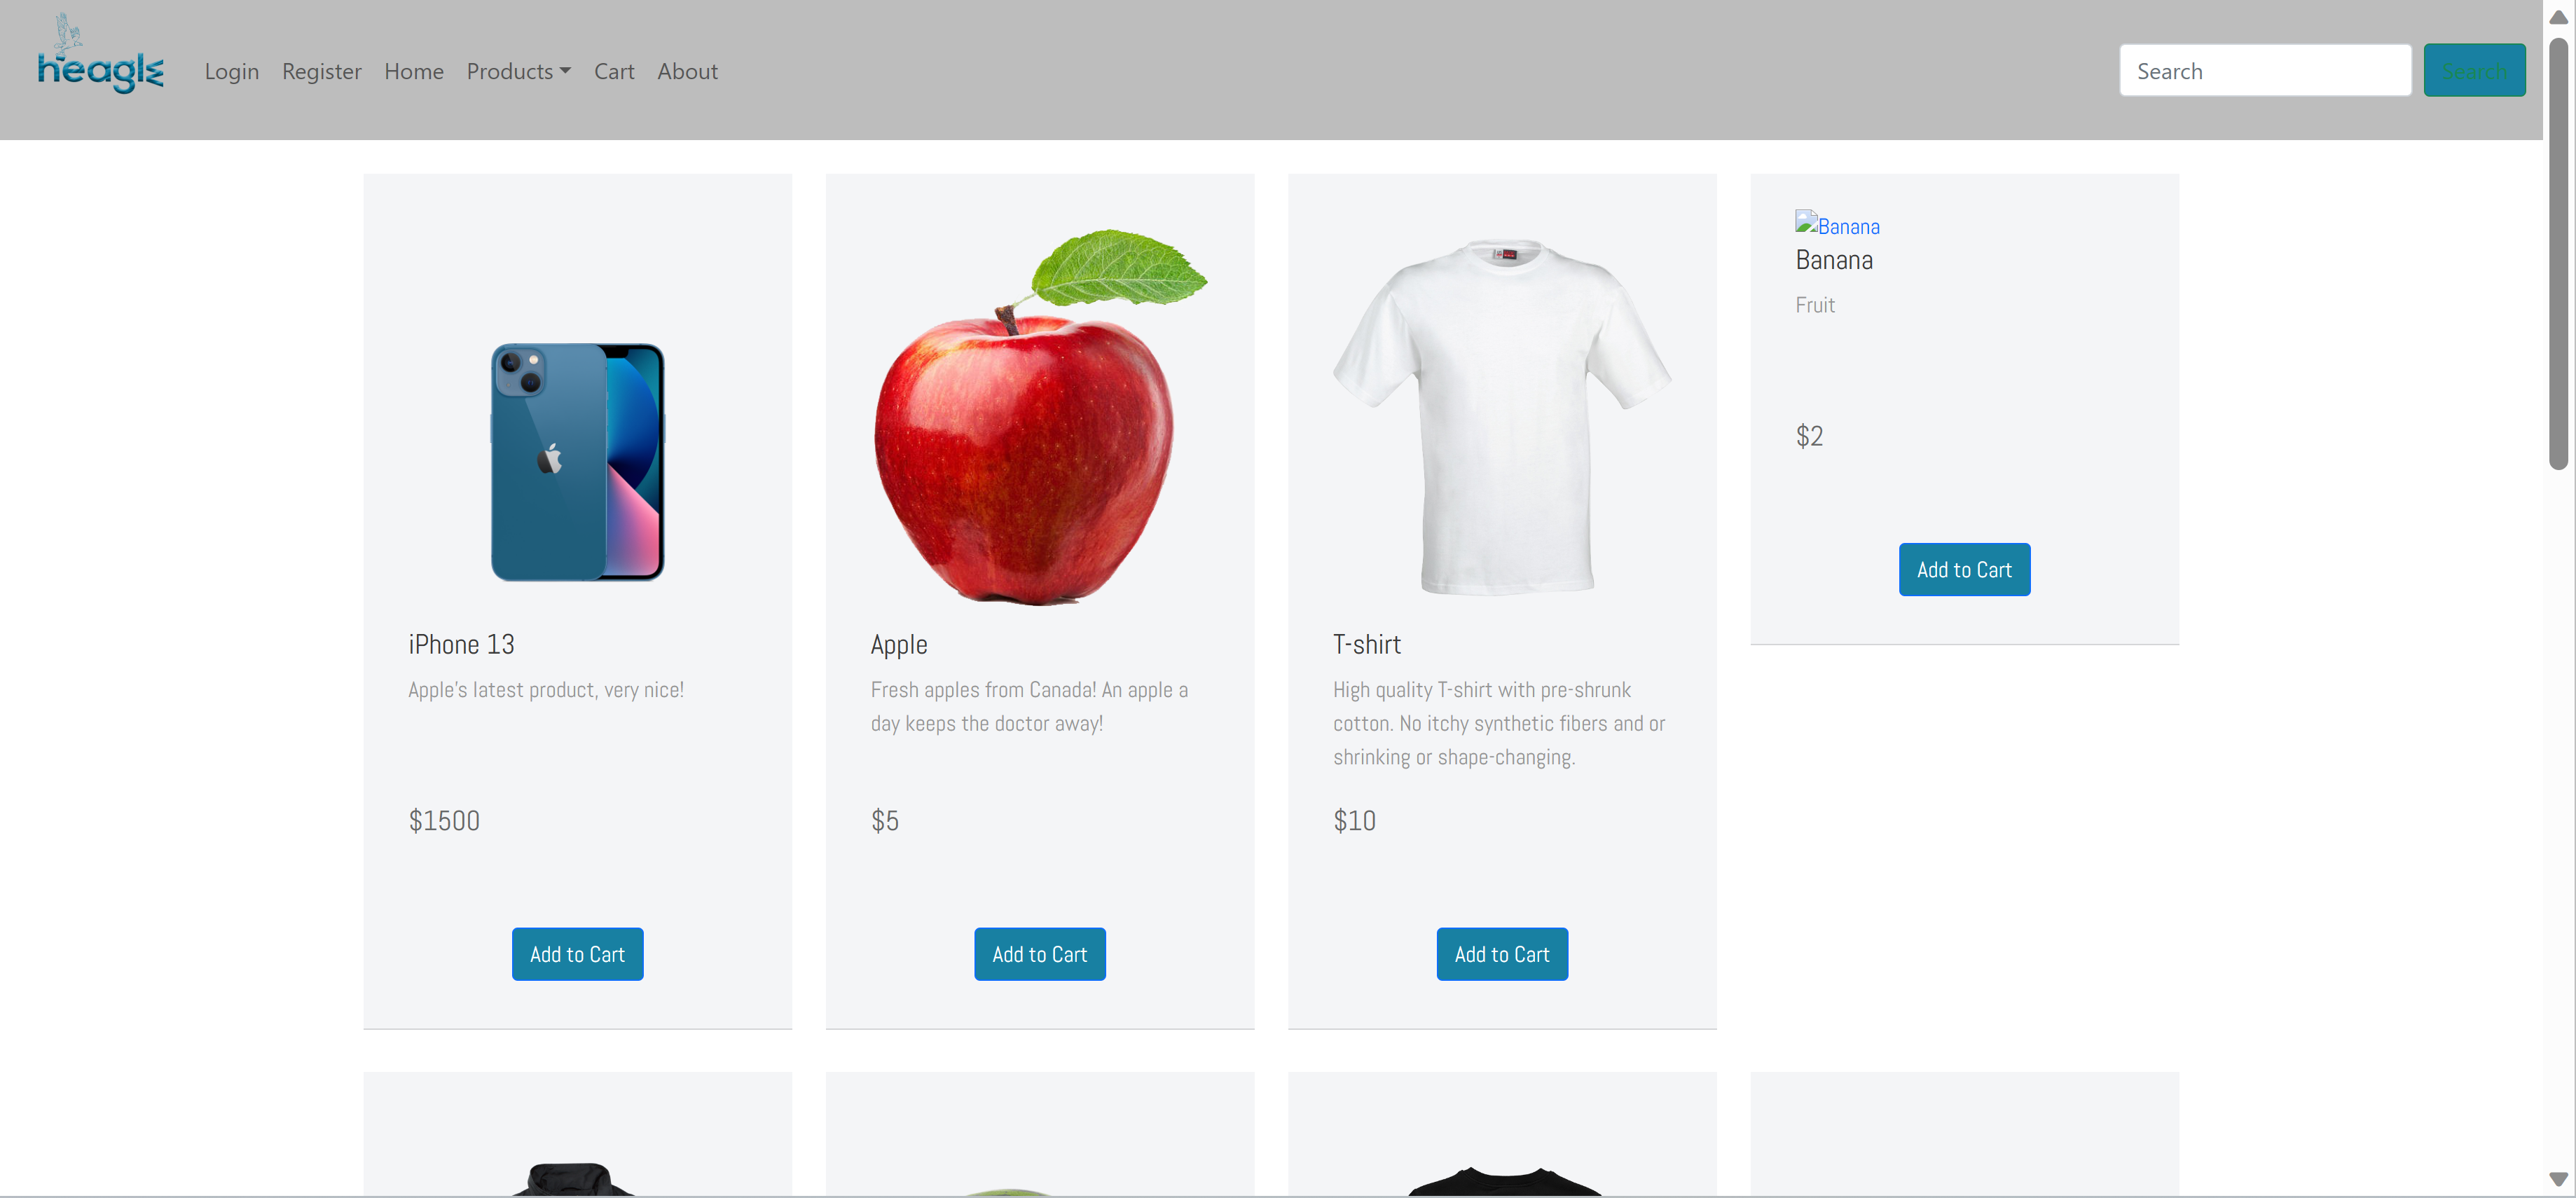 heagle
Login Register Home Products Cart About
Search
Search
iPhone 13
Apple's latest product, very nice!
$1500
Add to Cart
Apple
Fresh apples from Canada! An apple a
day keeps the doctor away!
$5
Add to Cart
T-shirt
High quality T-shirt with pre-shrunk
cotton. No itchy synthetic fibers and or
shrinking or shape-changing.
$10
Add to Cart
Banana
Banana
Fruit
$2
Add to Cart